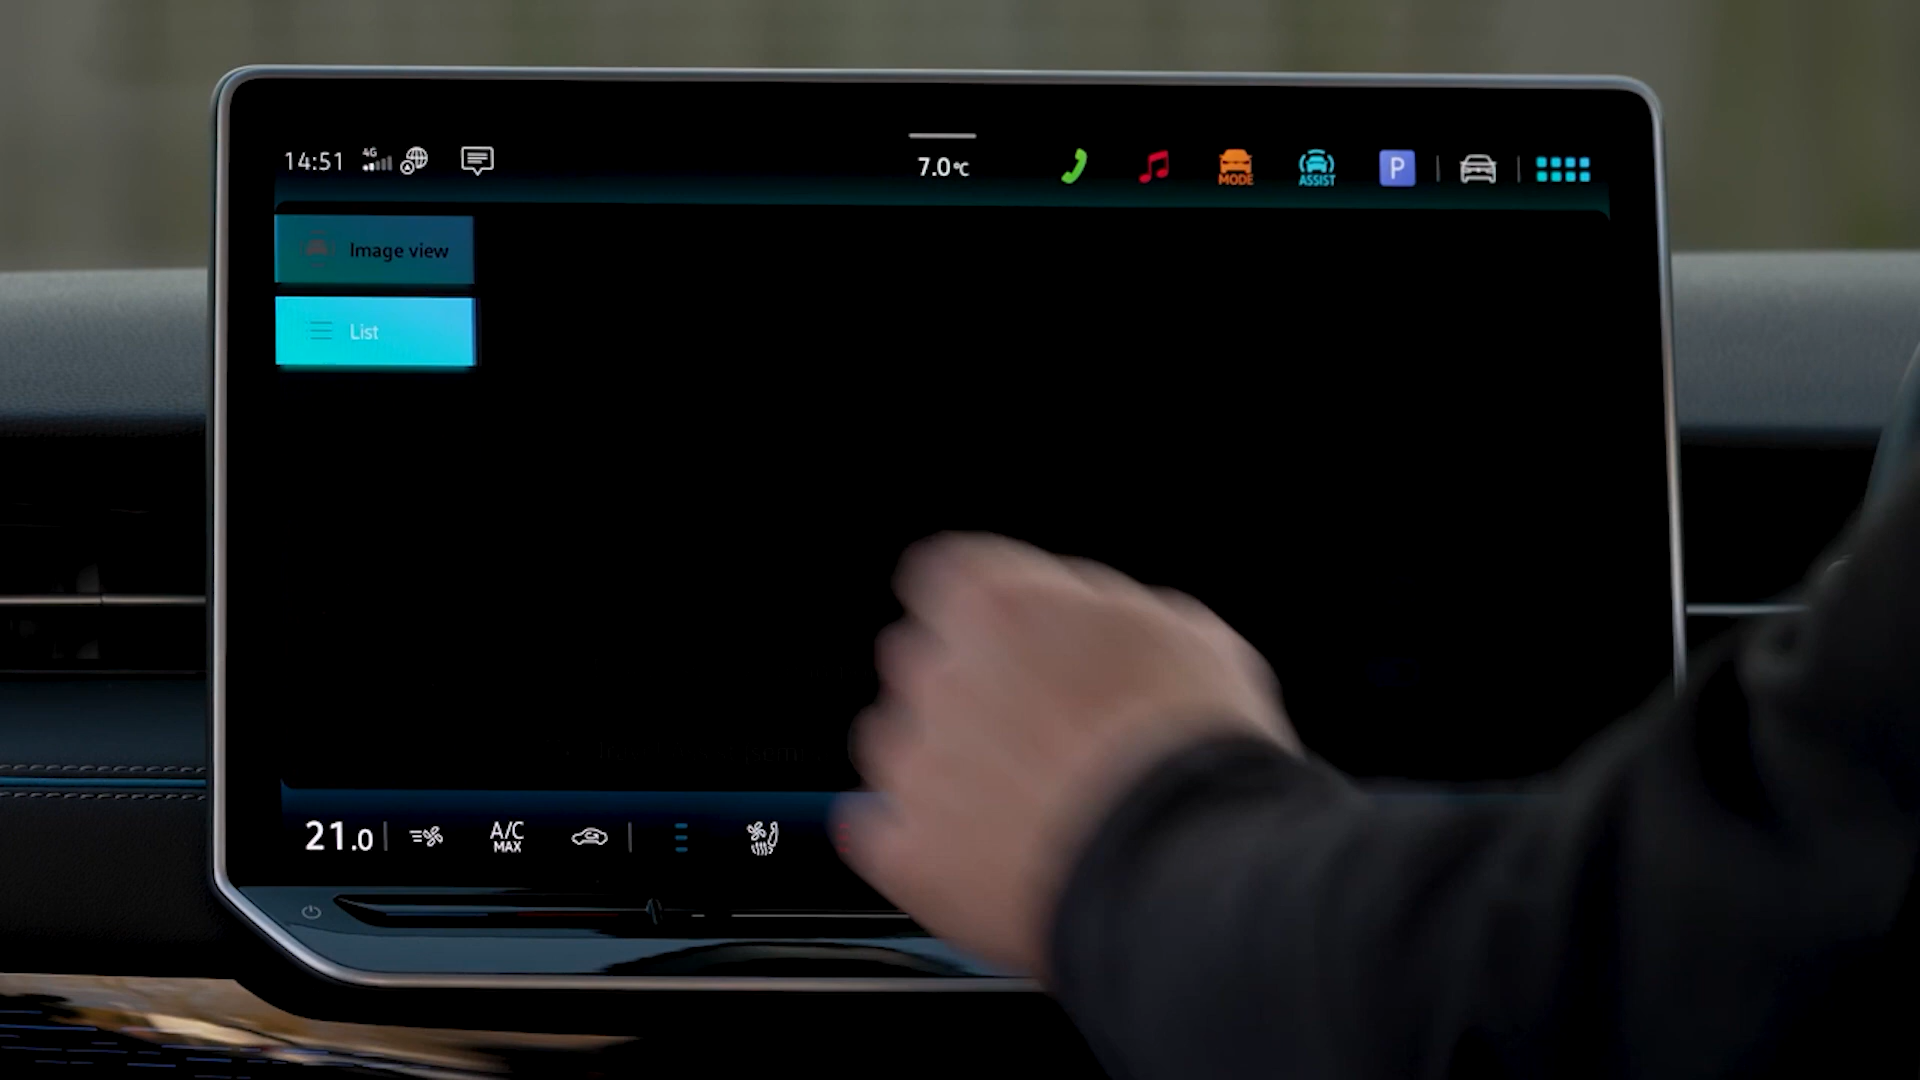 14:51 4G
7.0°C
MODE ASSIST P
Image view
List
21.0 A/C
MAX